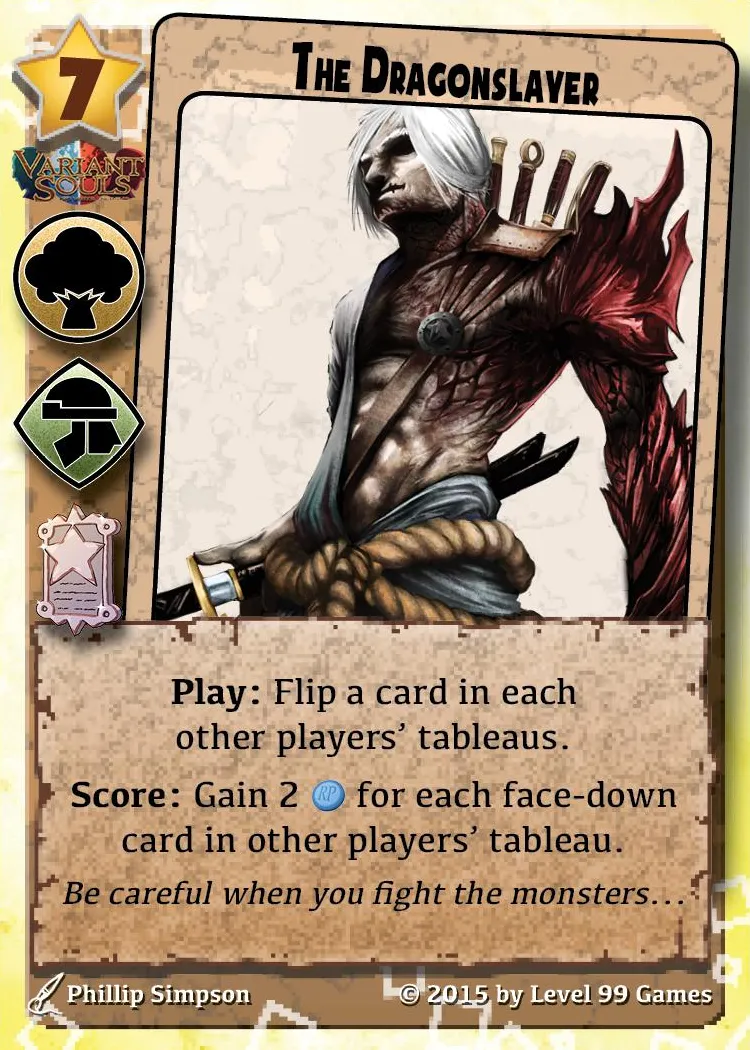 The Dragonslayer
7
Variant
Souls
Play: Flip a card in each
other players’ tableaus.
Score: Gain 2 RP for each face-down
card in other players’ tableau.
Be careful when you fight the monsters...
Phillip Simpson
© 2015 by Level 99 Games